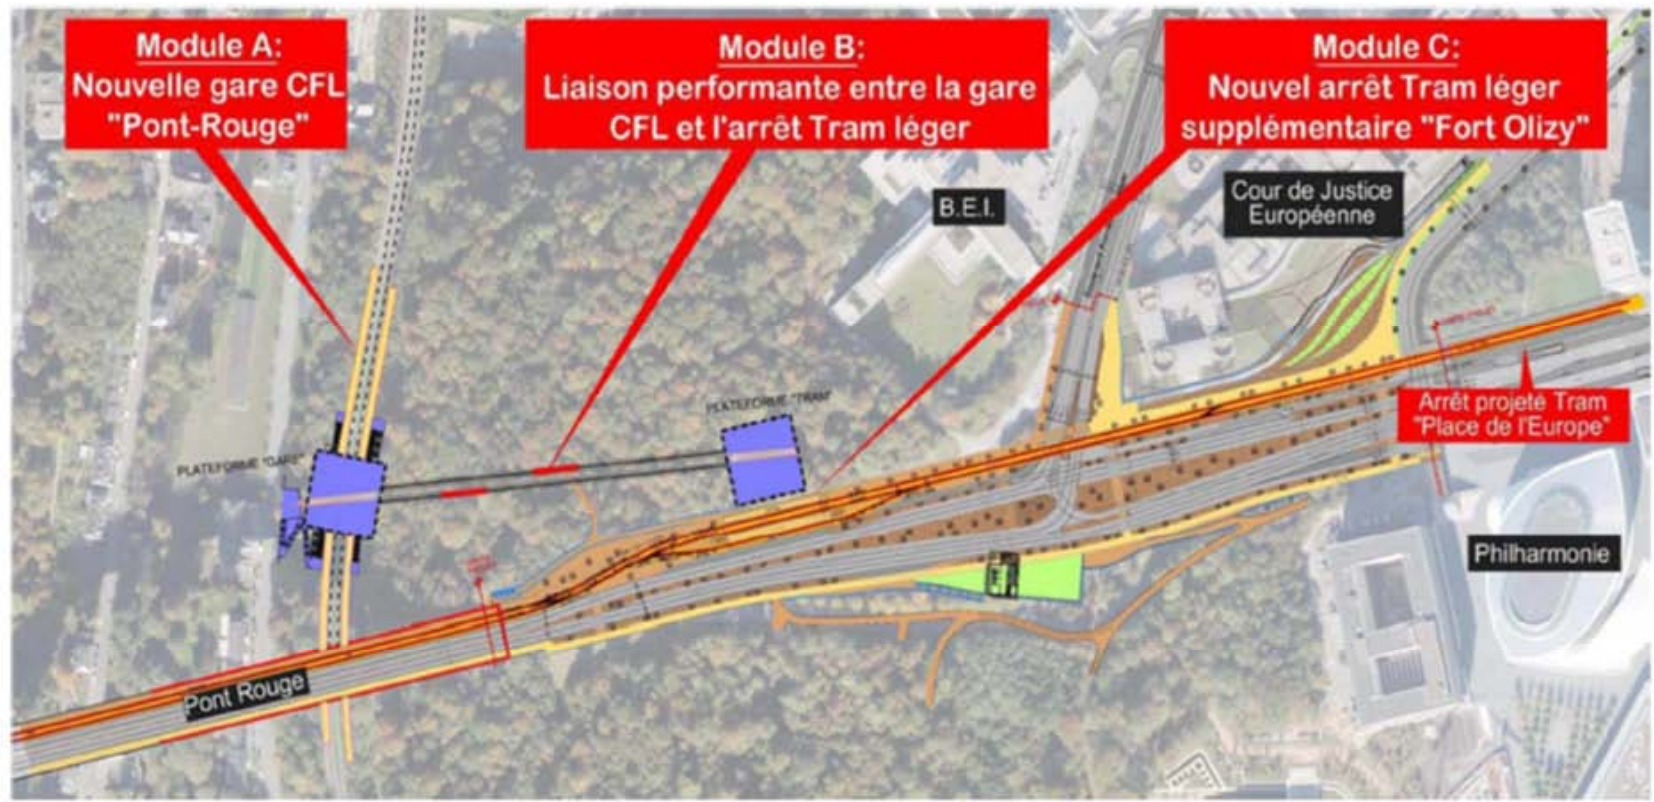 Module A:
Nouvelle gare CFL
"Pont-Rouge"
Module B:
Liaison performante entre la gare
CFL et l'arrêt Tram léger
Module C:
Nouvel arrêt Tram léger
supplémentaire "Fort Olizy"
B.E.I.
Cour de Justice
Européenne
PLATEFORME "TRAM"
PLATEFORME "GARE"
Arrêt projeté Tram
"Place de l'Europe"
Philharmonie
Pont Rouge